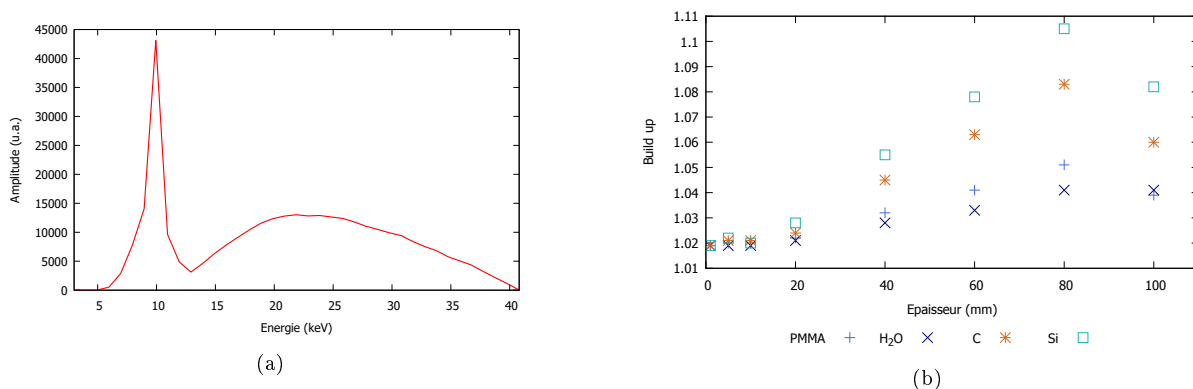 45000
40000
35000
30000
25000
20000
15000
10000
5000
0
Amplitude (u.a.)
5 10 15 20 25 30 35 40
Energie (keV)
(a)
1.11
1.1
1.09
1.08
1.07
1.06
1.05
1.04
1.03
1.02
1.01
Build up
0 20 40 60 80 100
Epaisseur (mm)
PMMA H₂O C Si
(b)